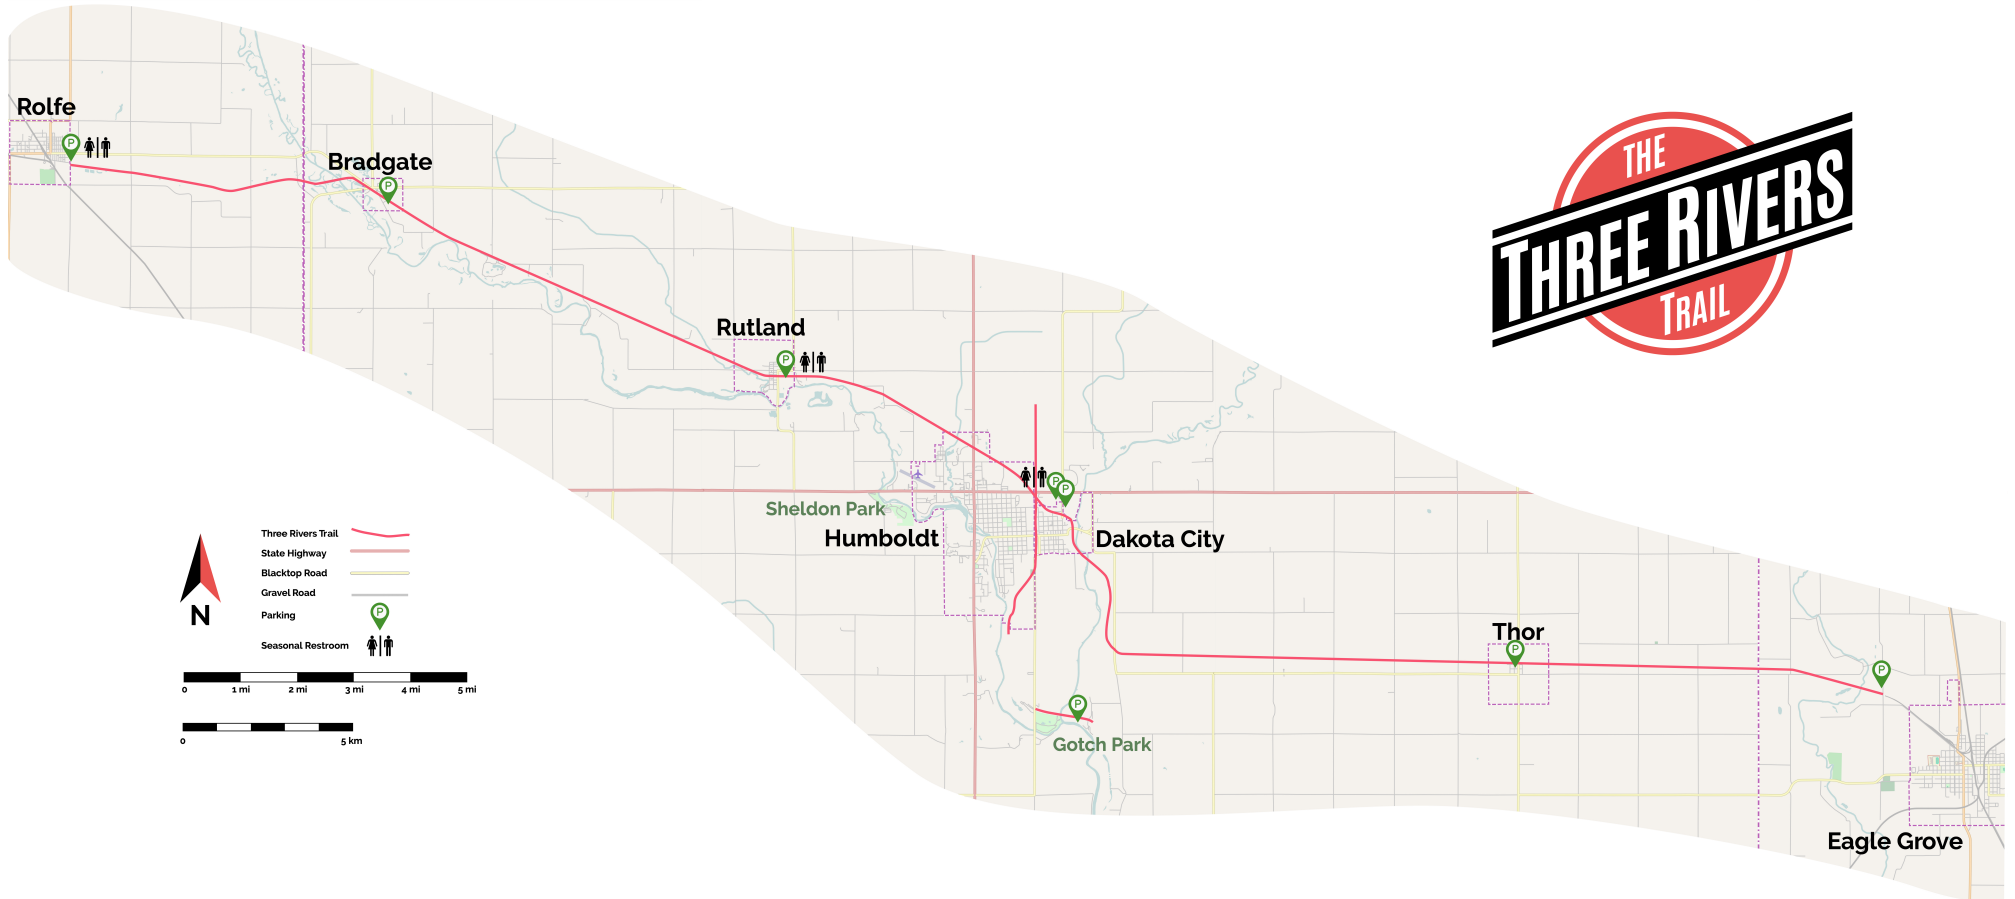 Rolfe
P
Bradgate
P
THE
THREE RIVERS
TRAIL
Rutland
P
P
P
Sheldon Park
Humboldt
Dakota City
Three Rivers Trail
State Highway
Blacktop Road
Gravel Road
Parking
P
Seasonal Restroom
N
0 1 mi 2 mi 3 mi 4 mi 5 mi
0 5 km
Thor
P
P
P
Gotch Park
Eagle Grove